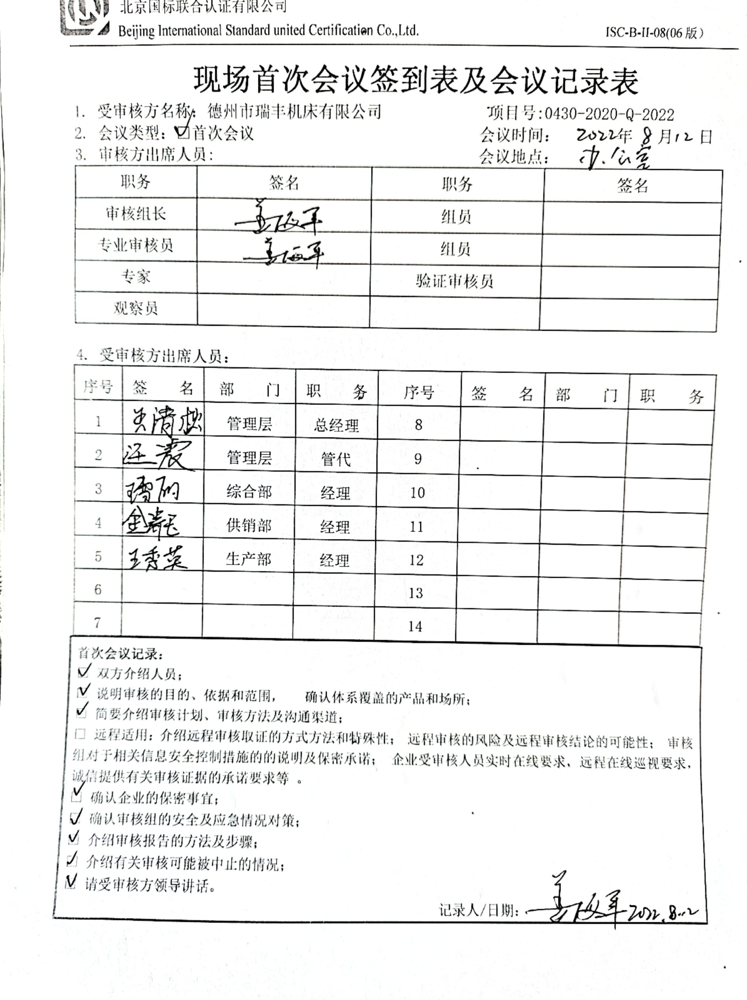 北京国标联合认证有限公司
Beijing International Standard united Certification Co.,Ltd. ISC-B-II-08(06版)
现场首次会议签到表及会议记录表
1. 受审核方名称: 德州市瑞丰机床有限公司 项目号:0430-2020-Q-2022
2. 会议类型: ☑首次会议 会议时间: 2022年 8月12日
3. 审核方出席人员: 会议地点: 办公室
职务 签名 职务 签名
审核组长 姜海军 组员
专业审核员 姜海军 组员
专家 验证审核员
观察员
4. 受审核方出席人员:
序号 签 名 部 门 职 务 序号 签 名 部 门 职 务
1 管理层 总经理 8
2 汪震 管理层 管代 9
3 综合部 经理 10
4 供销部 经理 11
5 王秀英 生产部 经理 12
6 13
7 14
首次会议记录:
☑ 双方介绍人员;
☑ 说明审核的目的、依据和范围, 确认体系覆盖的产品和场所;
☑ 简要介绍审核计划、审核方法及沟通渠道;
□ 远程适用: 介绍远程审核取证的方式方法和特殊性; 远程审核的风险及远程审核结论的可能性; 审核
组对于相关信息安全控制措施的的说明及保密承诺; 企业受审核人员实时在线要求, 远程在线巡视要求,
诚信提供有关审核证据的承诺要求等 。
☑ 确认企业的保密事宜;
☑ 确认审核组的安全及应急情况对策;
☑ 介绍审核报告的方法及步骤;
☑ 介绍有关审核可能被中止的情况;
☑ 请受审核方领导讲话。
记录人/日期: 姜海军 2022.8.12